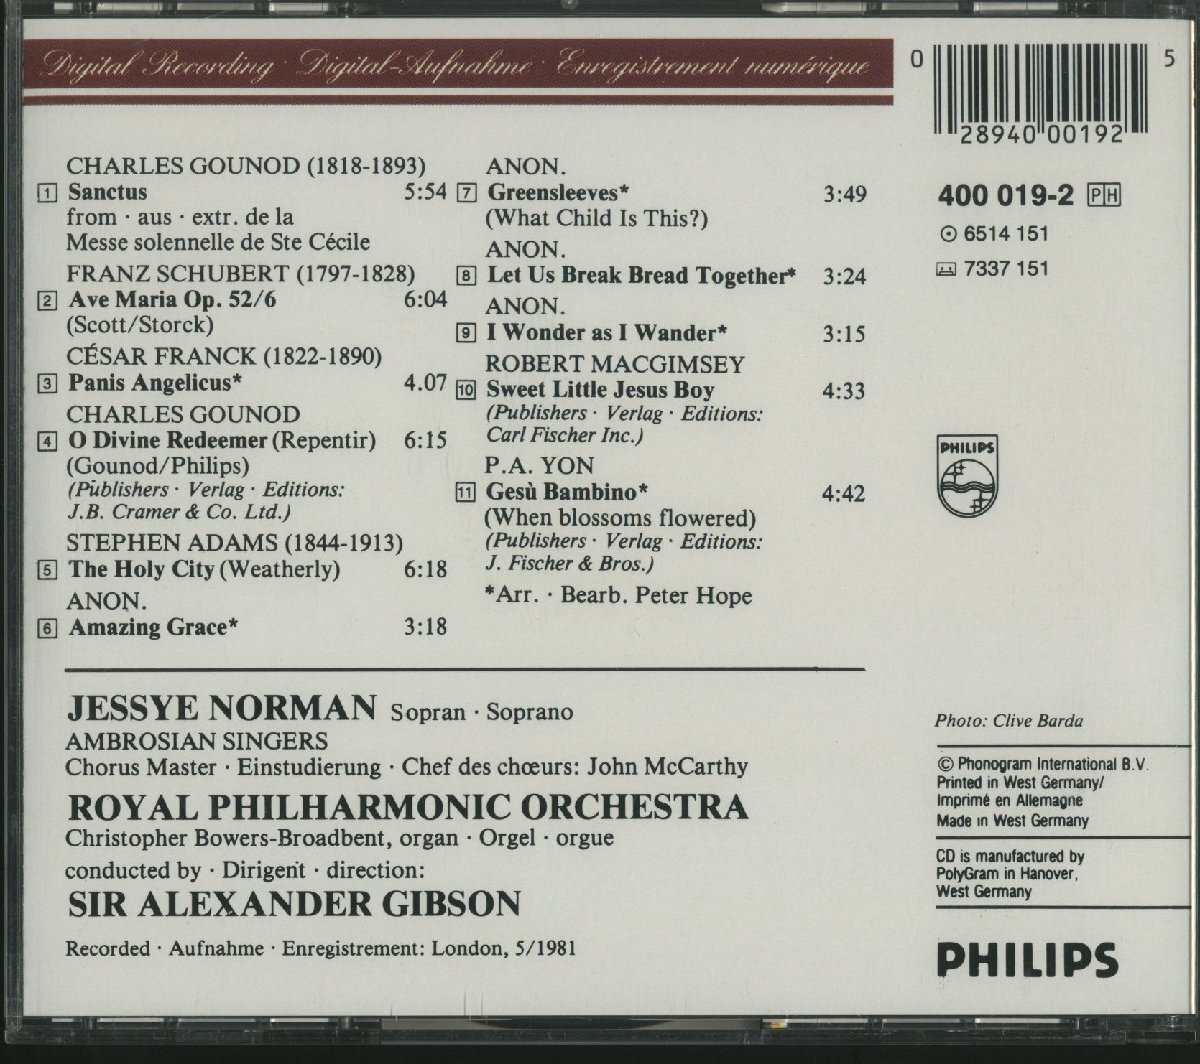 Digital Recording · Digital-Aufnahme · Enregistrement numérique
CHARLES GOUNOD (1818-1893)
1 Sanctus 5:54
from · aus · extr. de la
Messe solennelle de Ste Cécile
FRANZ SCHUBERT (1797-1828)
2 Ave Maria Op. 52/6 6:04
(Scott/Storck)
CÉSAR FRANCK (1822-1890)
3 Panis Angelicus* 4.07
CHARLES GOUNOD
4 O Divine Redeemer (Repentir) 6:15
(Gounod/Philips)
(Publishers · Verlag · Editions:
J.B. Cramer & Co. Ltd.)
STEPHEN ADAMS (1844-1913)
5 The Holy City (Weatherly) 6:18
ANON.
6 Amazing Grace* 3:18
ANON.
7 Greensleeves* 3:49
(What Child Is This?)
ANON.
8 Let Us Break Bread Together* 3:24
ANON.
9 I Wonder as I Wander* 3:15
ROBERT MACGIMSEY
10 Sweet Little Jesus Boy 4:33
(Publishers · Verlag · Editions:
Carl Fischer Inc.)
P.A. YON
11 Gesù Bambino* 4:42
(When blossoms flowered)
(Publishers · Verlag · Editions:
J. Fischer & Bros.)
*Arr. · Bearb. Peter Hope
JESSYE NORMAN Sopran · Soprano
AMBROSIAN SINGERS
Chorus Master · Einstudierung · Chef des chœurs: John McCarthy
ROYAL PHILHARMONIC ORCHESTRA
Christopher Bowers-Broadbent, organ · Orgel · orgue
conducted by · Dirigent · direction:
SIR ALEXANDER GIBSON
Recorded · Aufnahme · Enregistrement: London, 5/1981
0 28940 00192 5
400 019-2 PH
6514 151
7337 151
PHILIPS
Photo: Clive Barda
© Phonogram International B.V.
Printed in West Germany/
Imprimé en Allemagne
Made in West Germany
CD is manufactured by
PolyGram in Hanover,
West Germany
PHILIPS